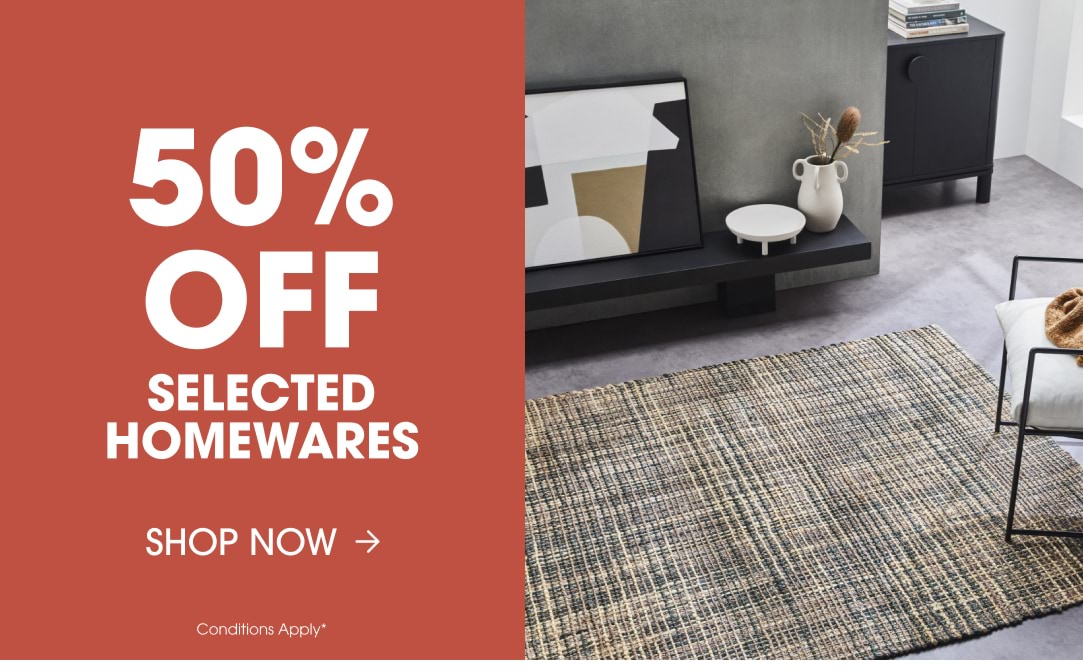 50%
OFF
SELECTED
HOMEWARES
SHOP NOW →
Conditions Apply*